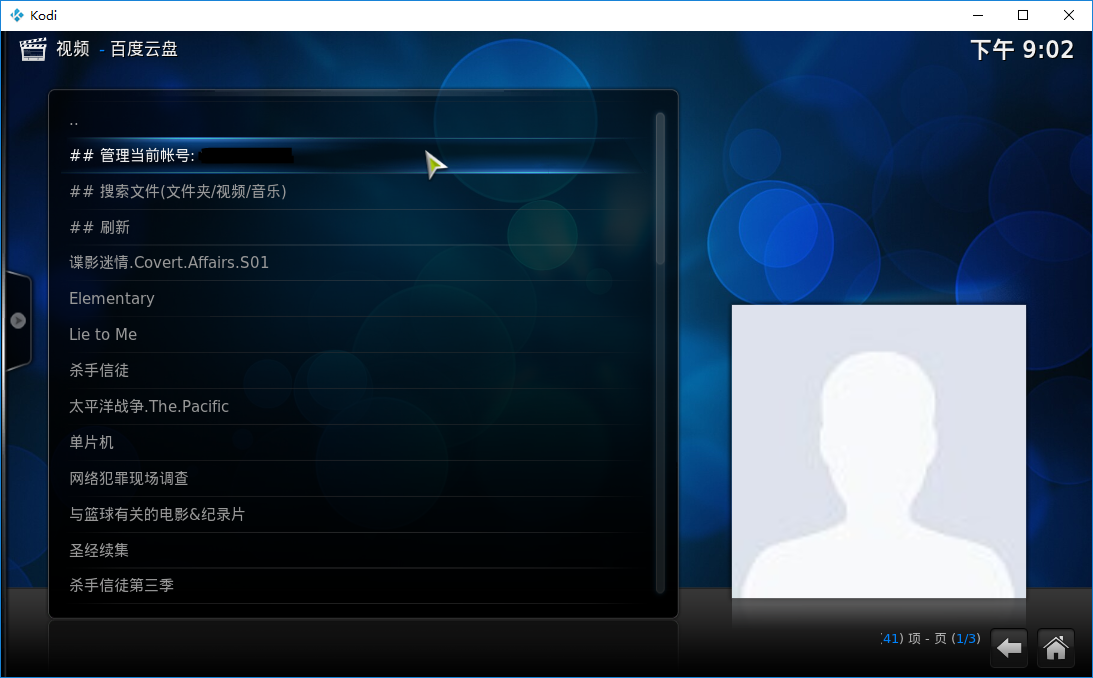 Kodi
视频 - 百度云盘
下午 9:02
..
## 管理当前帐号:
## 搜索文件(文件夹/视频/音乐)
## 刷新
谍影迷情.Covert.Affairs.S01
Elementary
Lie to Me
杀手信徒
太平洋战争.The.Pacific
单片机
网络犯罪现场调查
与篮球有关的电影&纪录片
圣经续集
杀手信徒第三季
41) 项 - 页 (1/3)